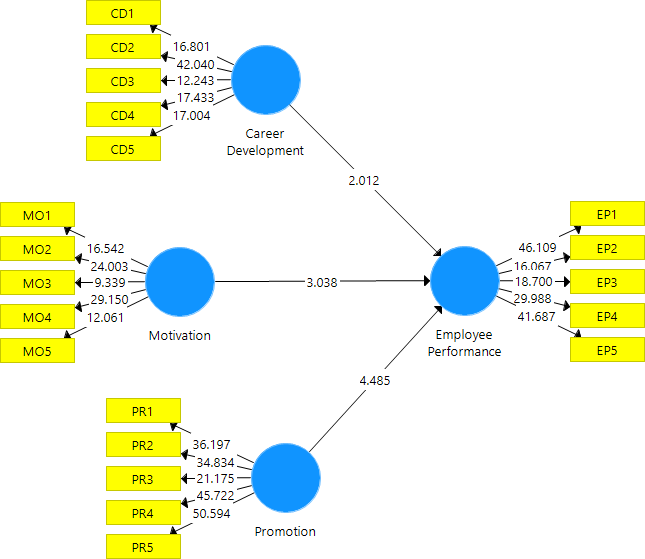 CD1
CD2
CD3
CD4
CD5
16.801
42.040
12.243
17.433
17.004
Career
Development
2.012
MO1
MO2
MO3
MO4
MO5
16.542
24.003
9.339
29.150
12.061
Motivation
3.038
EP1
EP2
EP3
EP4
EP5
46.109
16.067
18.700
29.988
41.687
Employee
Performance
4.485
PR1
PR2
PR3
PR4
PR5
36.197
34.834
21.175
45.722
50.594
Promotion